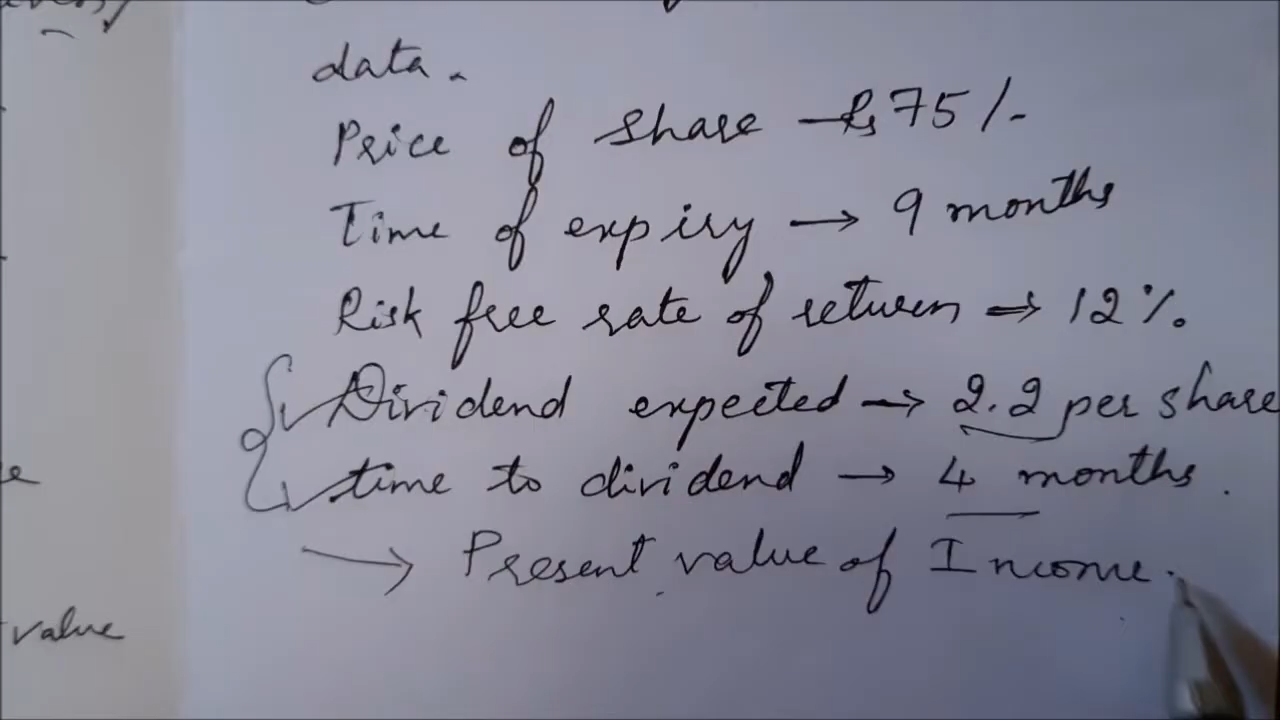 data.
Price of share — Rs 75/-
Time of expiry → 9 months
Risk free rate of return ⇒ 12%.
Dividend expected → 2.2 per share
time to dividend → 4 months.
→ Present value of Income.
value